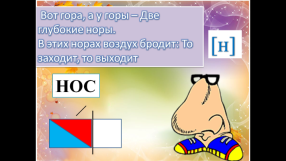 Вот гора, а у горы – Две
глубокие норы.
В этих норах воздух бродит: То
заходит, то выходит
[н]
НОС